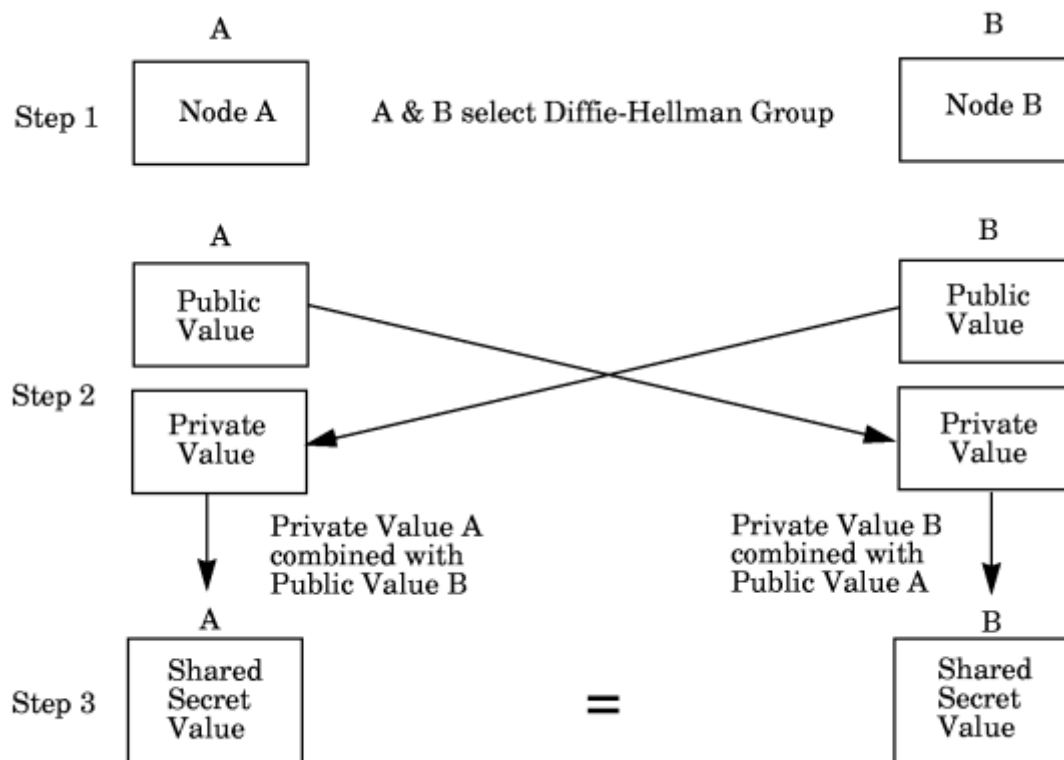 A
B
Step 1
Node A
A & B select Diffie-Hellman Group
Node B
A
B
Step 2
Public
Value
Public
Value
Private
Value
Private
Value
Private Value A
combined with
Public Value B
Private Value B
combined with
Public Value A
A
B
Step 3
Shared
Secret
Value
=
Shared
Secret
Value